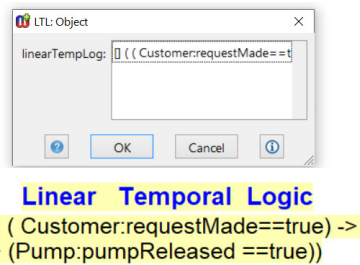 LTL: Object
linearTempLog:
[] ( ( Customer:requestMade==t
OK
Cancel
Linear Temporal Logic
( Customer:requestMade==true) ->
(Pump:pumpReleased ==true))